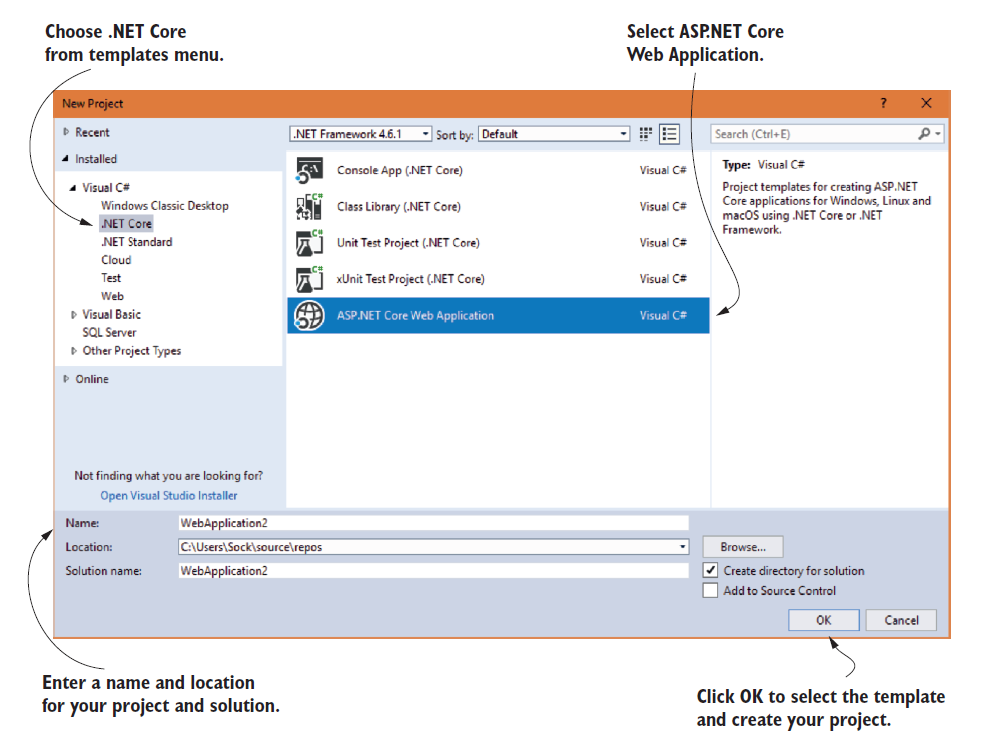 Choose .NET Core
from templates menu.
Select ASP.NET Core
Web Application.
New Project
?
Recent
Installed
Visual C#
Windows Classic Desktop
.NET Core
.NET Standard
Cloud
Test
Web
Visual Basic
SQL Server
Other Project Types
Online
Not finding what you are looking for?
Open Visual Studio Installer
.NET Framework 4.6.1 Sort by: Default
Console App (.NET Core) Visual C#
Class Library (.NET Core) Visual C#
Unit Test Project (.NET Core) Visual C#
xUnit Test Project (.NET Core) Visual C#
ASP.NET Core Web Application Visual C#
Search (Ctrl+E)
Type: Visual C#
Project templates for creating ASP.NET
Core applications for Windows, Linux and
macOS using .NET Core or .NET
Framework.
Name: WebApplication2
Location: C:\Users\Sock\source\repos Browse...
Solution name: WebApplication2
Create directory for solution
Add to Source Control
OK Cancel
Enter a name and location
for your project and solution.
Click OK to select the template
and create your project.